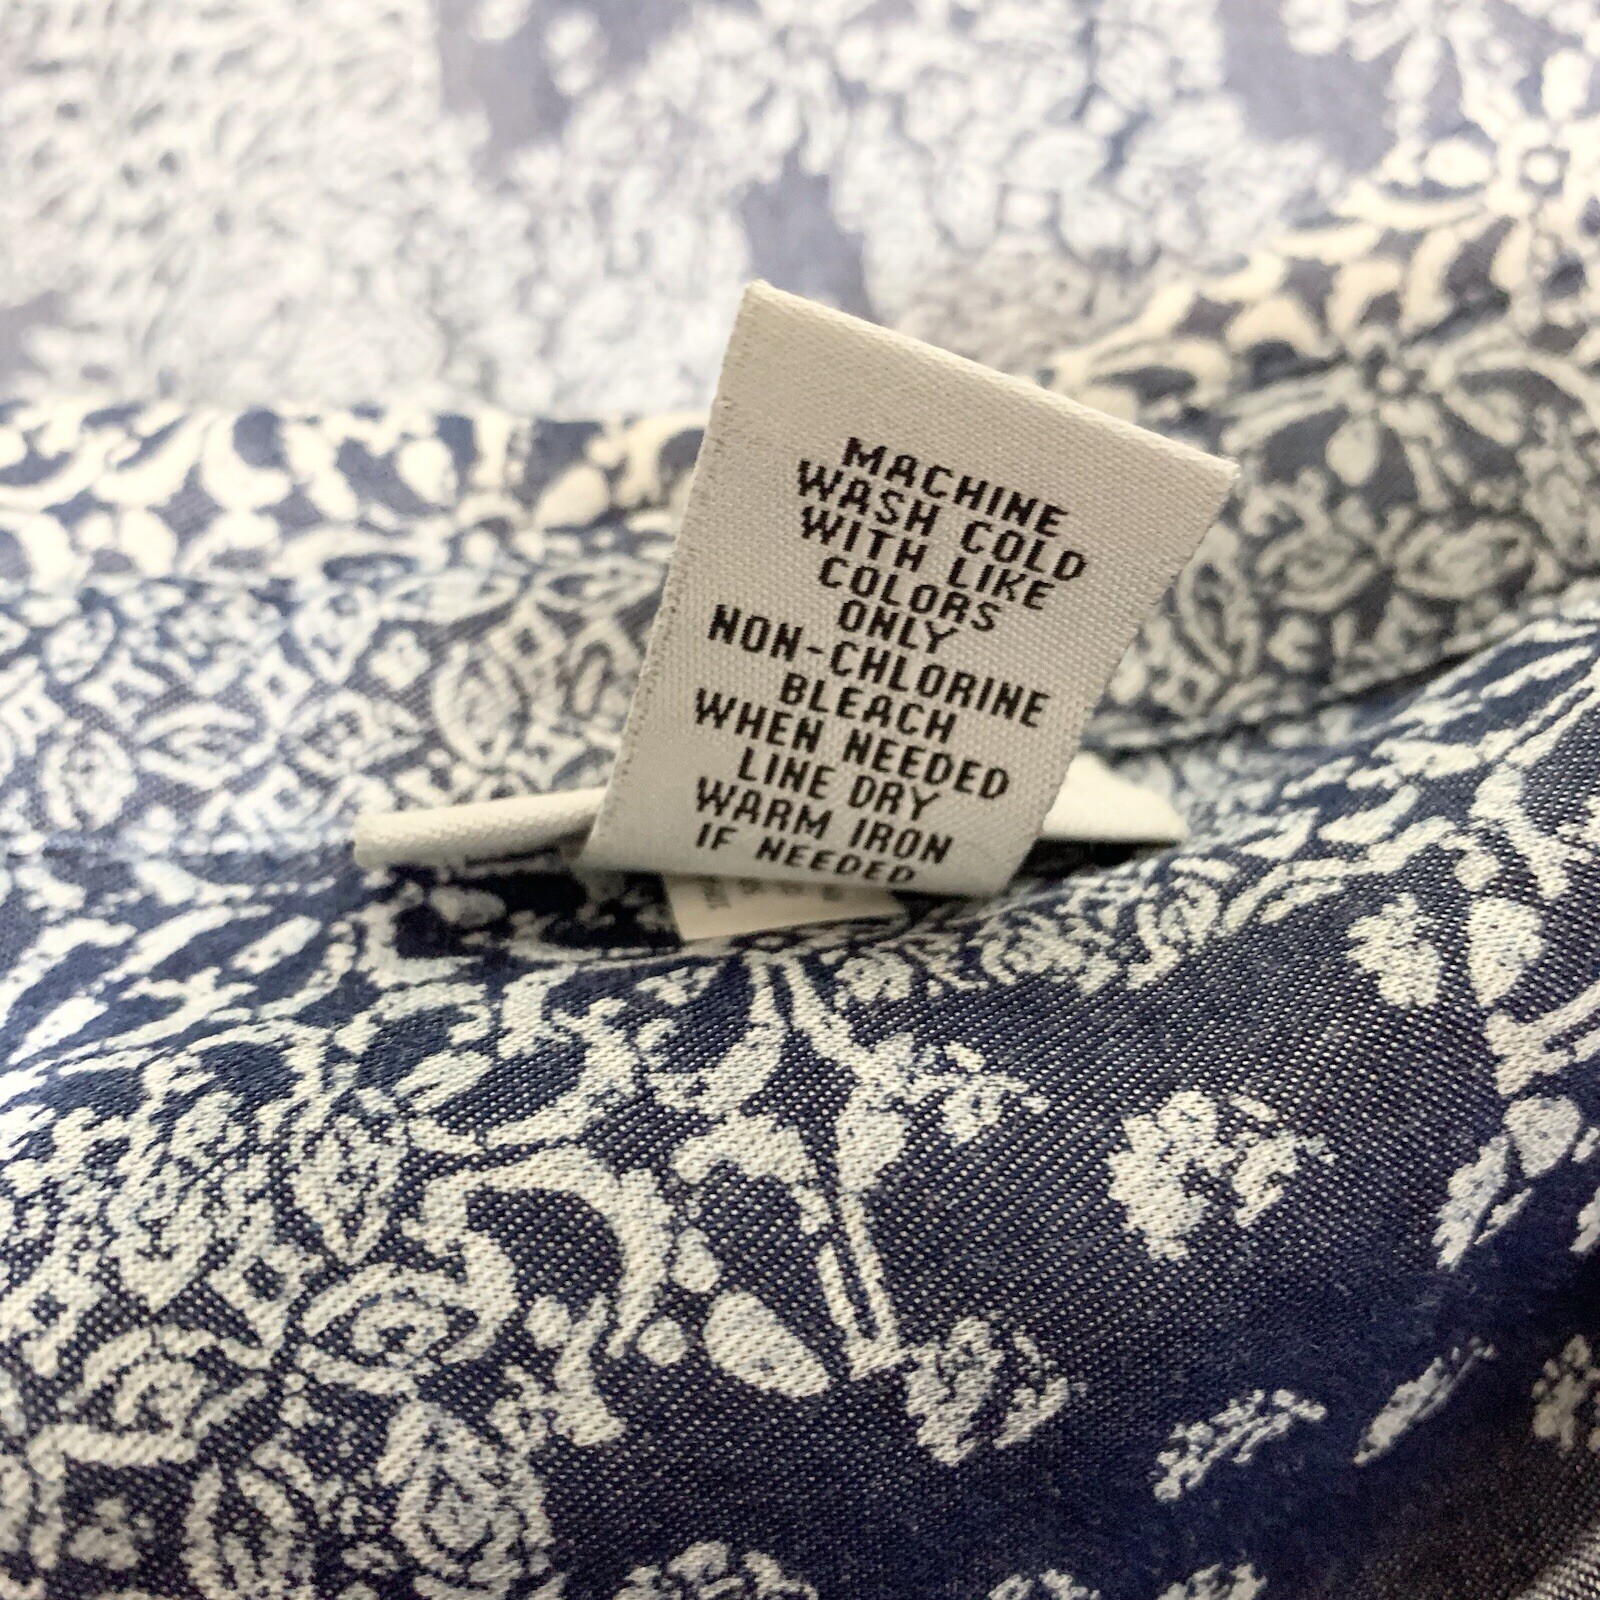 MACHINE
WASH COLD
WITH LIKE
COLORS
ONLY
NON-CHLORINE
BLEACH
WHEN NEEDED
LINE DRY
WARM IRON
IF NEEDED